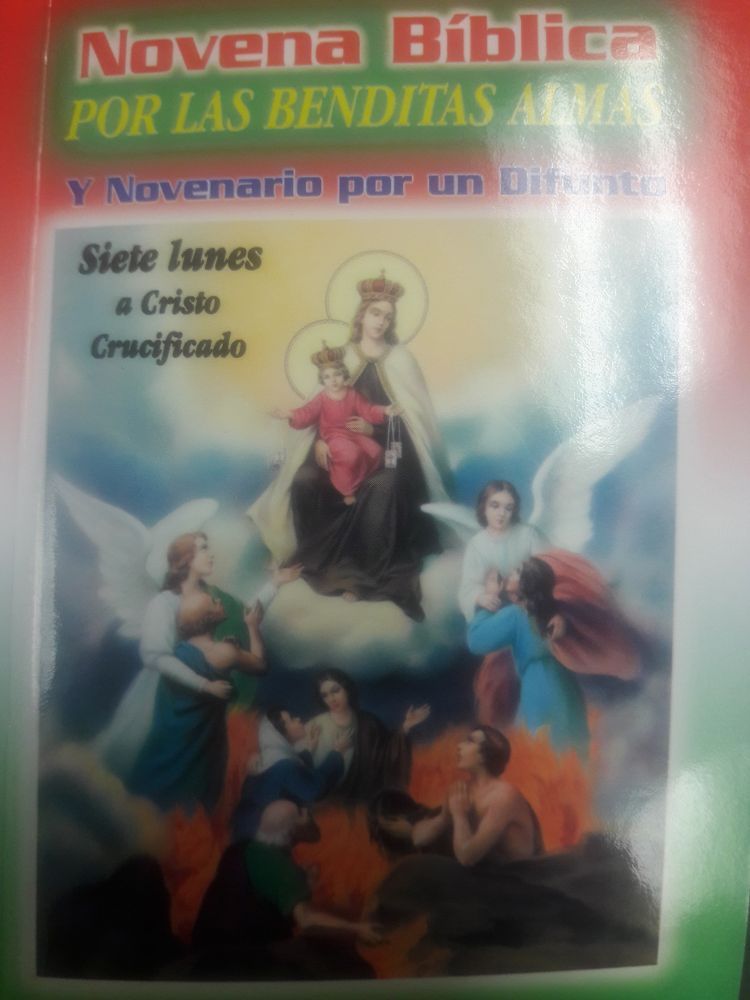 Novena Bíblica
POR LAS BENDITAS ALMAS
Y Novenario por un Difunto
Siete lunes
a Cristo
Crucificado